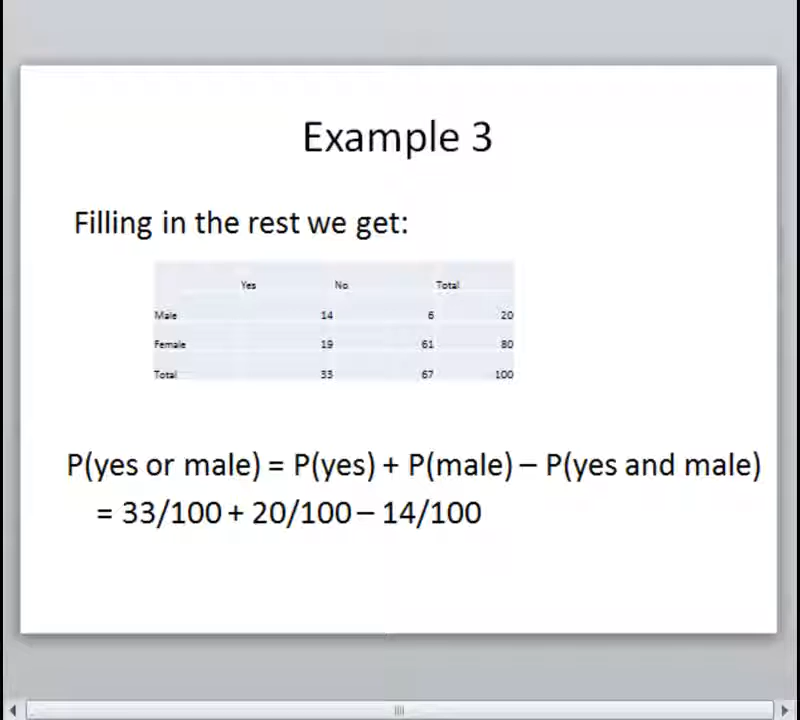 Example 3
Filling in the rest we get:
Yes No Total
Male 14 6 20
Female 19 61 80
Total 33 67 100
P(yes or male) = P(yes) + P(male) – P(yes and male)
= 33/100 + 20/100 – 14/100